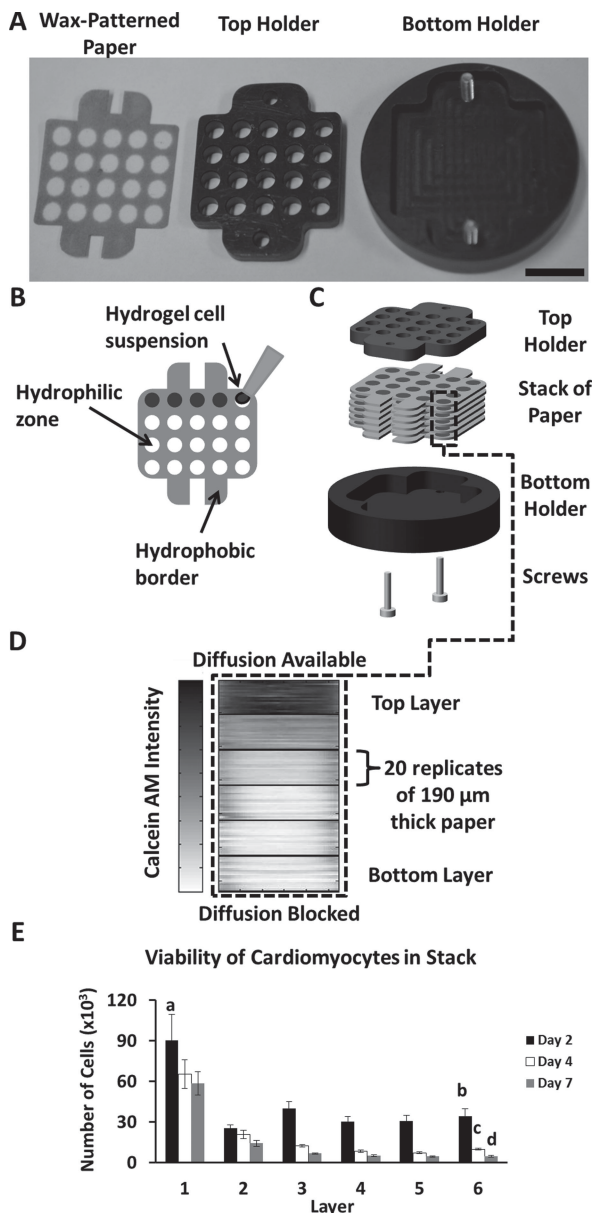 A
Wax-Patterned
Paper
Top Holder
Bottom Holder
B
Hydrogel cell
suspension
Hydrophilic
zone
Hydrophobic
border
C
Top
Holder
Stack of
Paper
Bottom
Holder
Screws
D
Diffusion Available
Calcein AM Intensity
Top Layer
20 replicates
of 190 µm
thick paper
Bottom Layer
Diffusion Blocked
E
Viability of Cardiomyocytes in Stack
Number of Cells (x10³)
120
90
60
30
0
a
b
c
d
Day 2
Day 4
Day 7
1 2 3 4 5 6
Layer